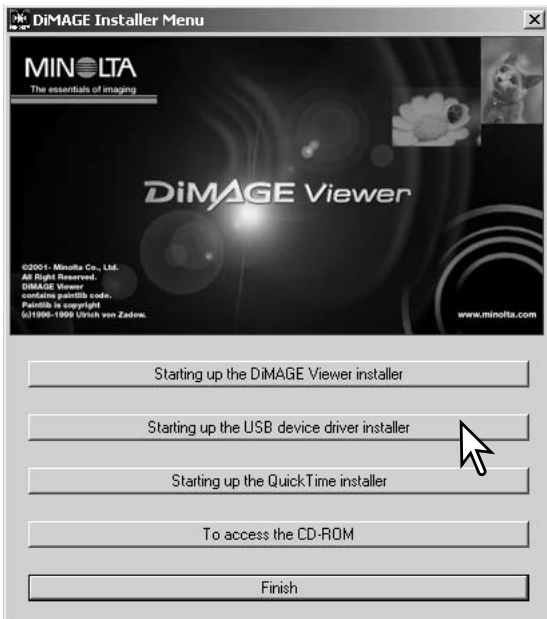 DiMAGE Installer Menu
MINOLTA
The essentials of imaging
DiMAGE Viewer
©2001- Minolta Co., Ltd.
All Right Reserved.
DiMAGE Viewer
contains paintlib code.
Paintlib is copyright
(c)1996-1999 Ulrich von Zadow.
www.minolta.com
Starting up the DiMAGE Viewer installer
Starting up the USB device driver installer
Starting up the QuickTime installer
To access the CD-ROM
Finish